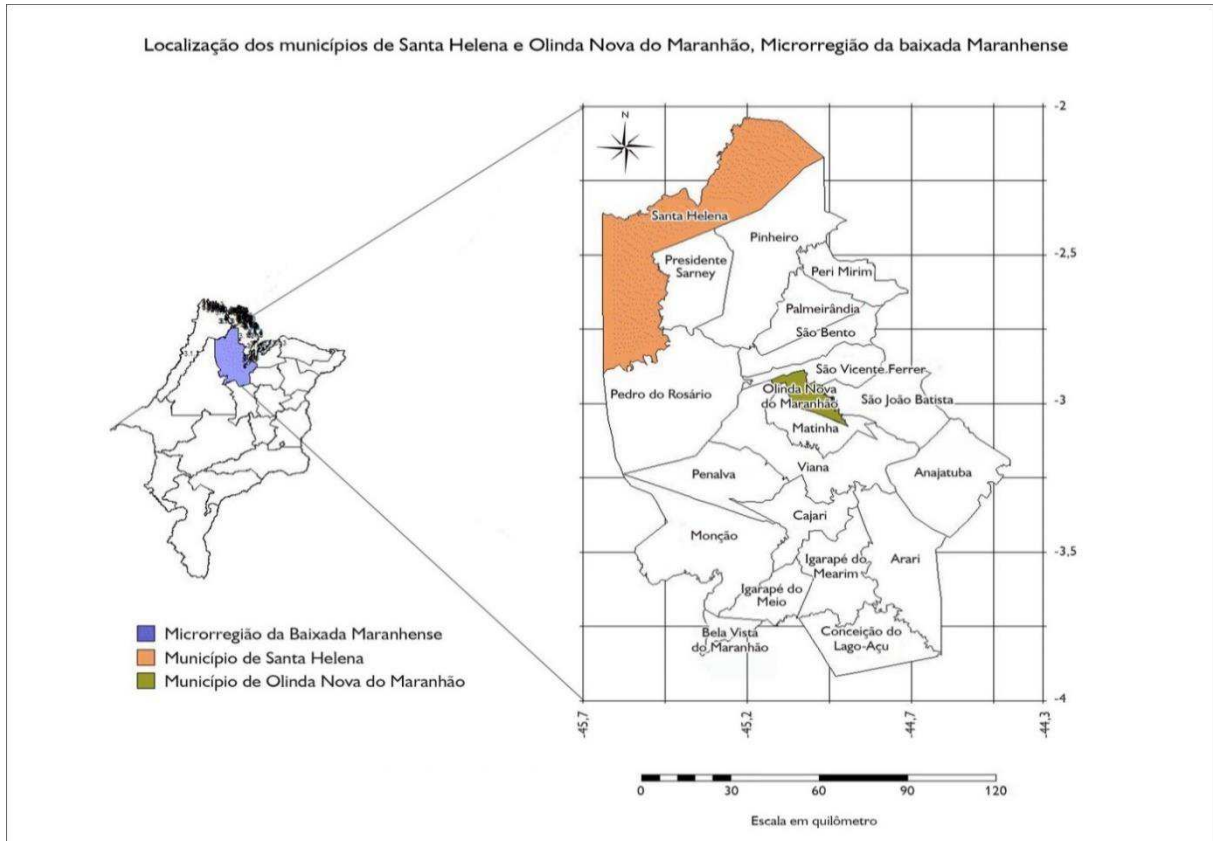 Localização dos municípios de Santa Helena e Olinda Nova do Maranhão, Microrregião da baixada Maranhense
N
-2
Santa Helena
Pinheiro
-2,5
Presidente
Sarney
Peri Mirim
Palmeirândia
São Bento
São Vicente Ferrer
Pedro do Rosário
Olinda Nova
do Maranhão
São João Batista
-3
Matinha
Viana
Penalva
Anajatuba
Cajari
Monção
-3,5
Igarapé do
Mearim
Arari
Igarapé do
Meio
Bela Vista
do Maranhão
Conceição do
Lago-Açu
-4
-45,7
-45,2
-44,7
-44,3
Microrregião da Baixada Maranhense
Município de Santa Helena
Município de Olinda Nova do Maranhão
0 30 60 90 120
Escala em quilômetro